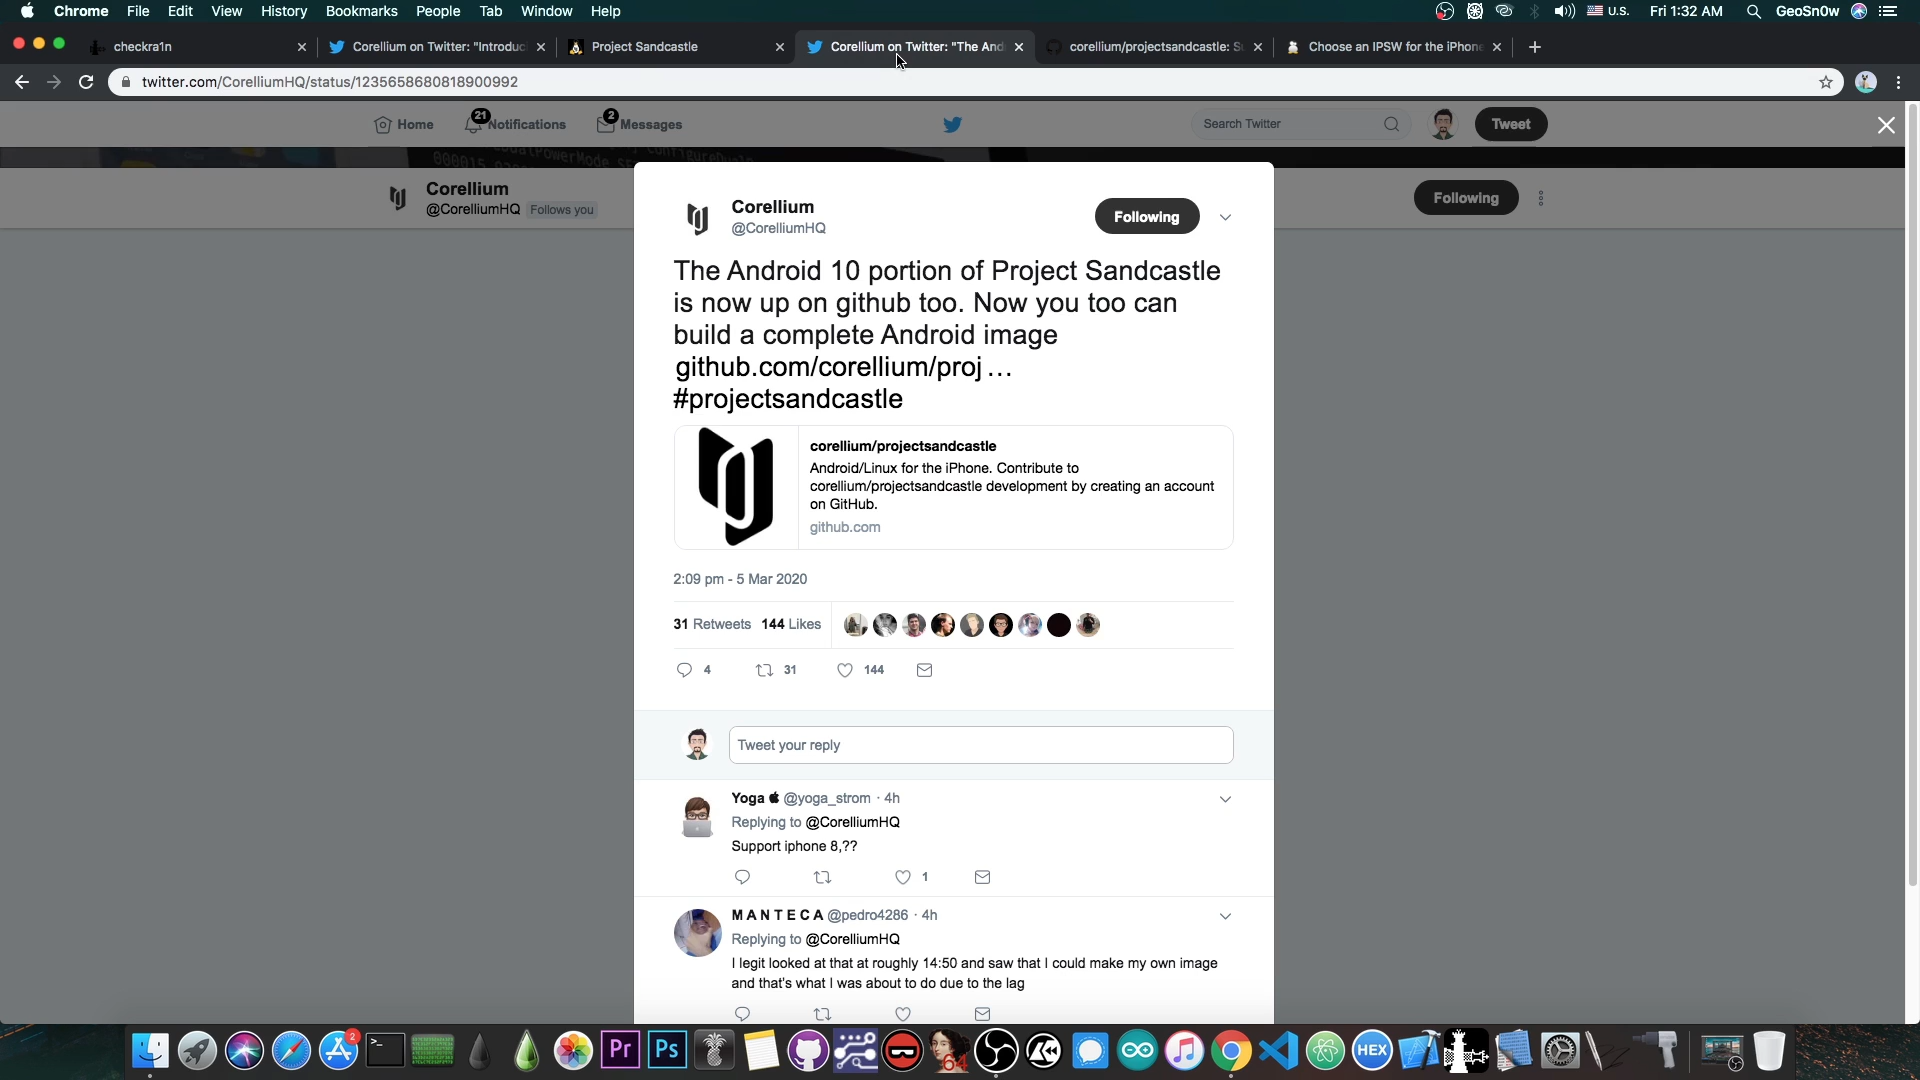 Chrome File Edit View History Bookmarks People Tab Window Help U.S. Fri 1:32 AM GeoSn0w
checkra1n Corellium on Twitter: "Introduc Project Sandcastle Corellium on Twitter: "The And corellium/projectsandcastle: S Choose an IPSW for the iPhone
twitter.com/CorelliumHQ/status/1235658680818900992
Home 21 Notifications 2 Messages Search Twitter Tweet
Corellium
@CorelliumHQ Follows you
Following
Corellium
@CorelliumHQ
Following
The Android 10 portion of Project Sandcastle
is now up on github too. Now you too can
build a complete Android image
github.com/corellium/proj…
#projectsandcastle
corellium/projectsandcastle
Android/Linux for the iPhone. Contribute to
corellium/projectsandcastle development by creating an account
on GitHub.
github.com
2:09 pm - 5 Mar 2020
31 Retweets 144 Likes
4 31 144
Tweet your reply
Yoga @yoga_strom · 4h
Replying to @CorelliumHQ
Support iphone 8,??
1
M A N T E C A @pedro4286 · 4h
Replying to @CorelliumHQ
I legit looked at that at roughly 14:50 and saw that I could make my own image
and that's what I was about to do due to the lag
2 >_ Pr Ps 64 HEX